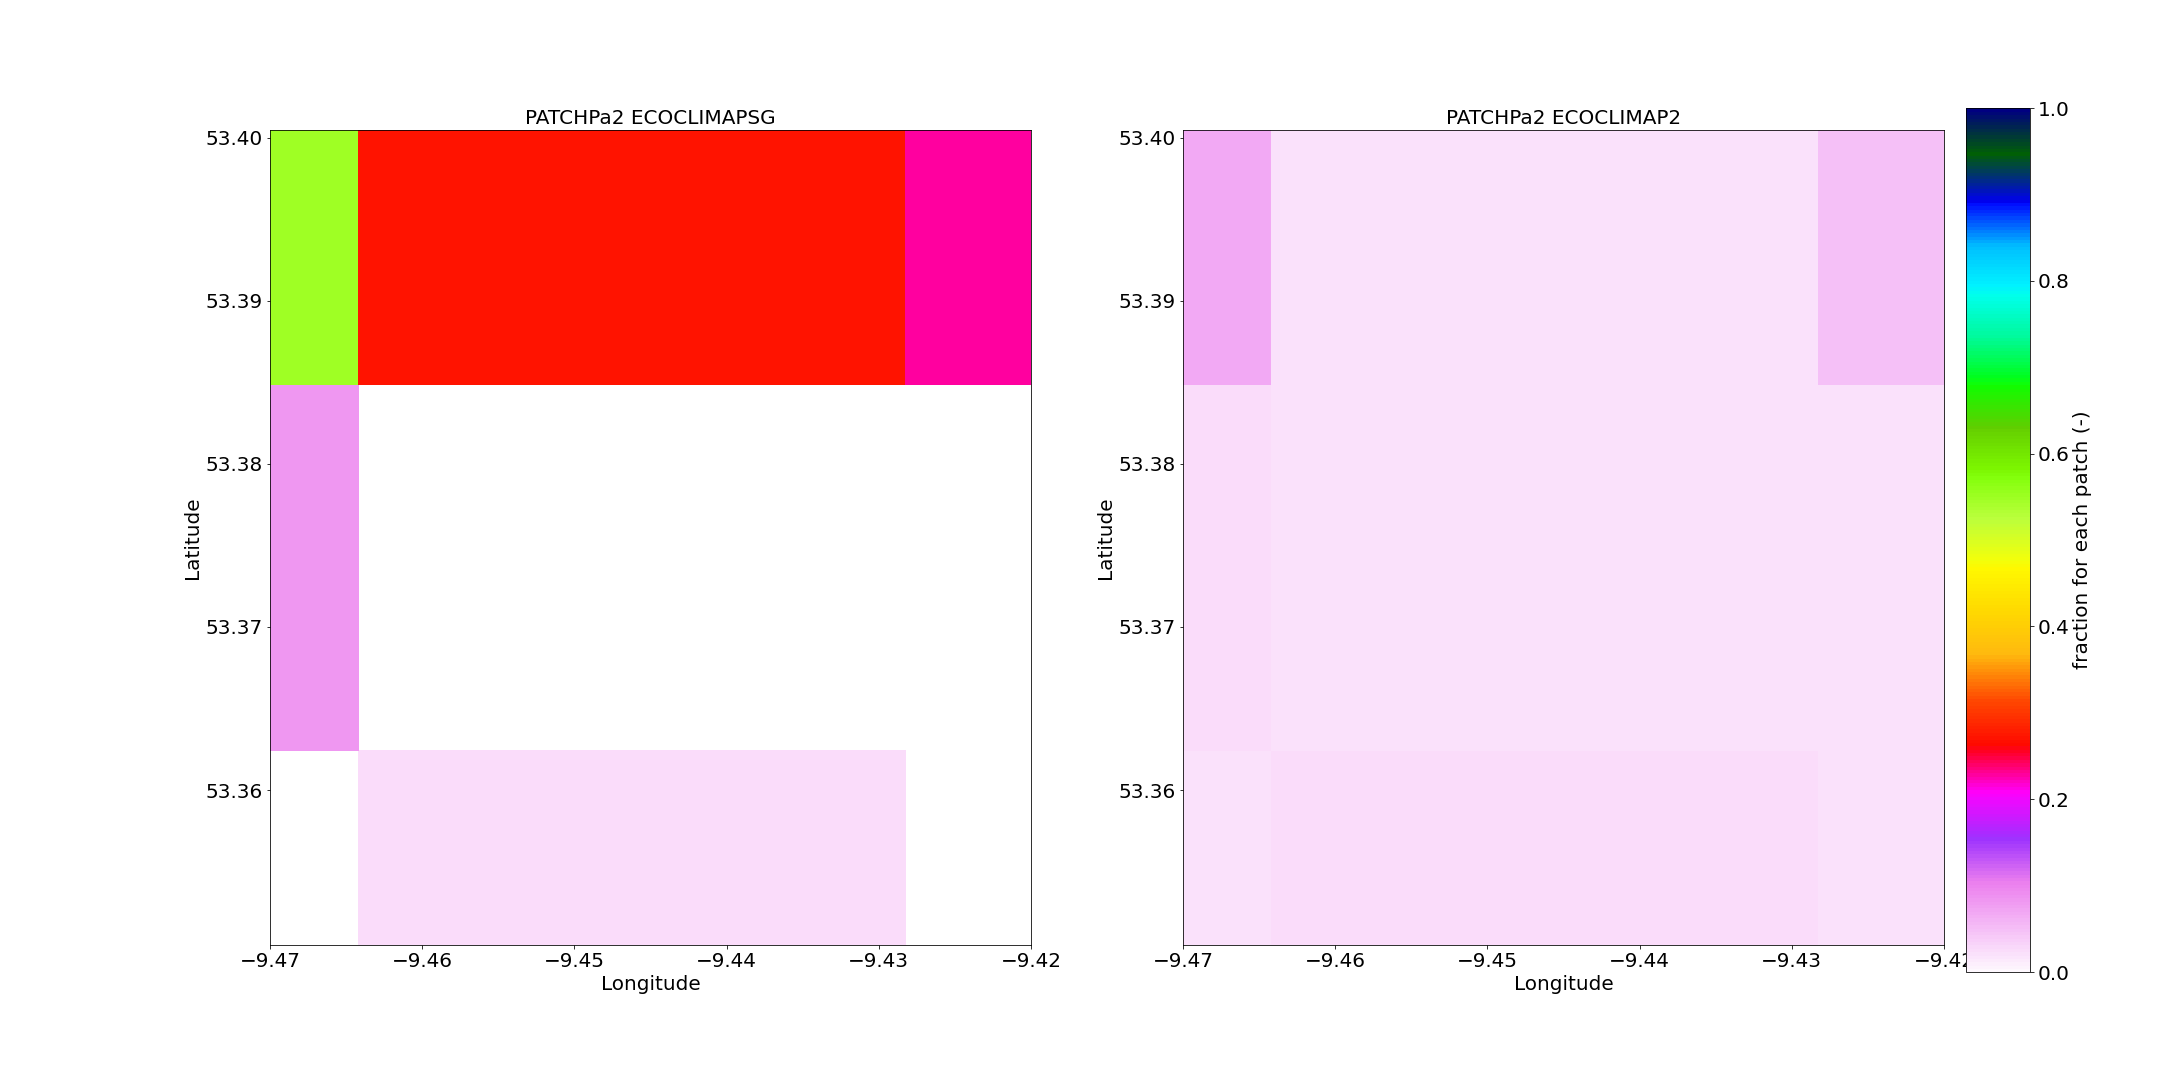 PATCHPa2 ECOCLIMAPSG
53.40
53.39
53.38
53.37
53.36
Latitude
−9.47 −9.46 −9.45 −9.44 −9.43 −9.42
Longitude
PATCHPa2 ECOCLIMAP2
53.40
53.39
53.38
53.37
53.36
Latitude
−9.47 −9.46 −9.45 −9.44 −9.43 −9.42
Longitude
1.0
0.8
0.6
0.4
0.2
0.0
fraction for each patch (-)